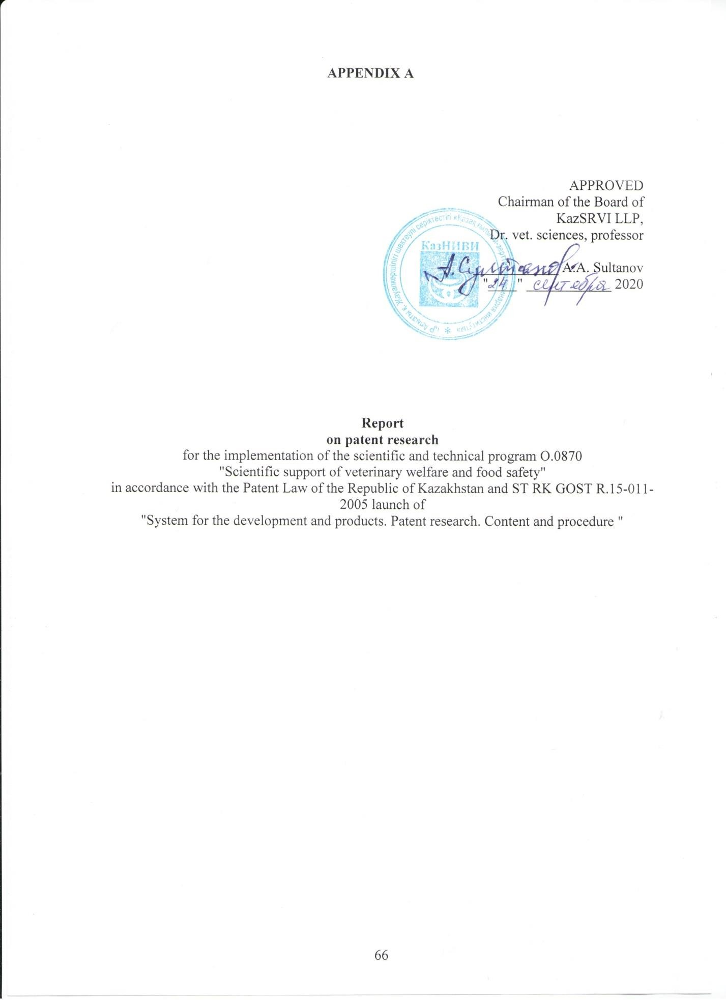 APPENDIX A
APPROVED
Chairman of the Board of
KazSRVI LLP,
Dr. vet. sciences, professor
А. Султанов A.A. Sultanov
"24" сентября 2020
Жауапкершілігі шектеулі серіктестігі «Қазақ ғылыми-зерттеу ветеринария институты» * ҚР Алматы қ.
КазНИВИ
Report
on patent research
for the implementation of the scientific and technical program O.0870
"Scientific support of veterinary welfare and food safety"
in accordance with the Patent Law of the Republic of Kazakhstan and ST RK GOST R.15-011-
2005 launch of
"System for the development and products. Patent research. Content and procedure "
66